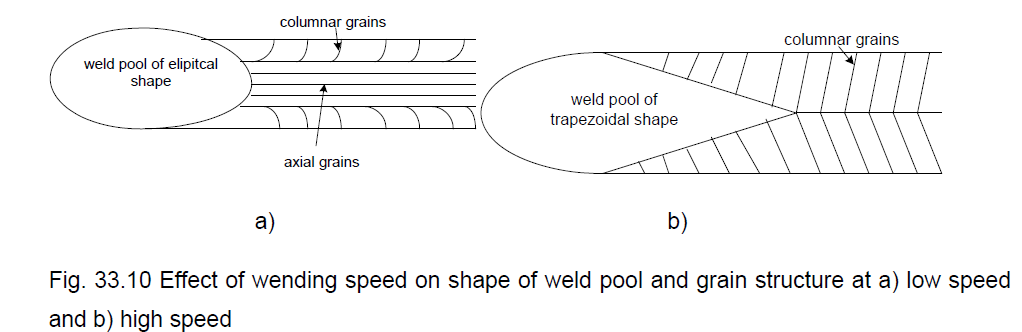 columnar grains
weld pool of elipitcal
shape
axial grains
columnar grains
weld pool of
trapezoidal shape
a)
b)
Fig. 33.10 Effect of wending speed on shape of weld pool and grain structure at a) low speed
and b) high speed